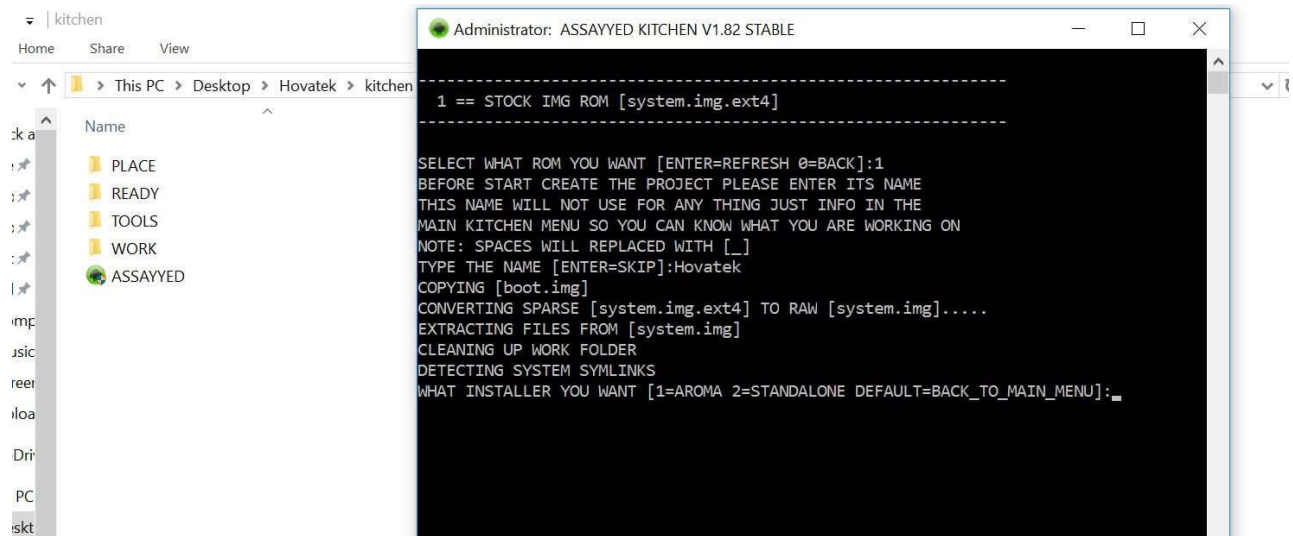 kitchen
Home Share View
This PC > Desktop > Hovatek > kitchen
Name
PLACE
READY
TOOLS
WORK
ASSAYYED
PC
Administrator: ASSAYYED KITCHEN V1.82 STABLE
--------------------------------------------------------------
1 == STOCK IMG ROM [system.img.ext4]
--------------------------------------------------------------
SELECT WHAT ROM YOU WANT [ENTER=REFRESH 0=BACK]:1
BEFORE START CREATE THE PROJECT PLEASE ENTER ITS NAME
THIS NAME WILL NOT USE FOR ANY THING JUST INFO IN THE
MAIN KITCHEN MENU SO YOU CAN KNOW WHAT YOU ARE WORKING ON
NOTE: SPACES WILL REPLACED WITH [_]
TYPE THE NAME [ENTER=SKIP]:Hovatek
COPYING [boot.img]
CONVERTING SPARSE [system.img.ext4] TO RAW [system.img].....
EXTRACTING FILES FROM [system.img]
CLEANING UP WORK FOLDER
DETECTING SYSTEM SYMLINKS
WHAT INSTALLER YOU WANT [1=AROMA 2=STANDALONE DEFAULT=BACK_TO_MAIN_MENU]: